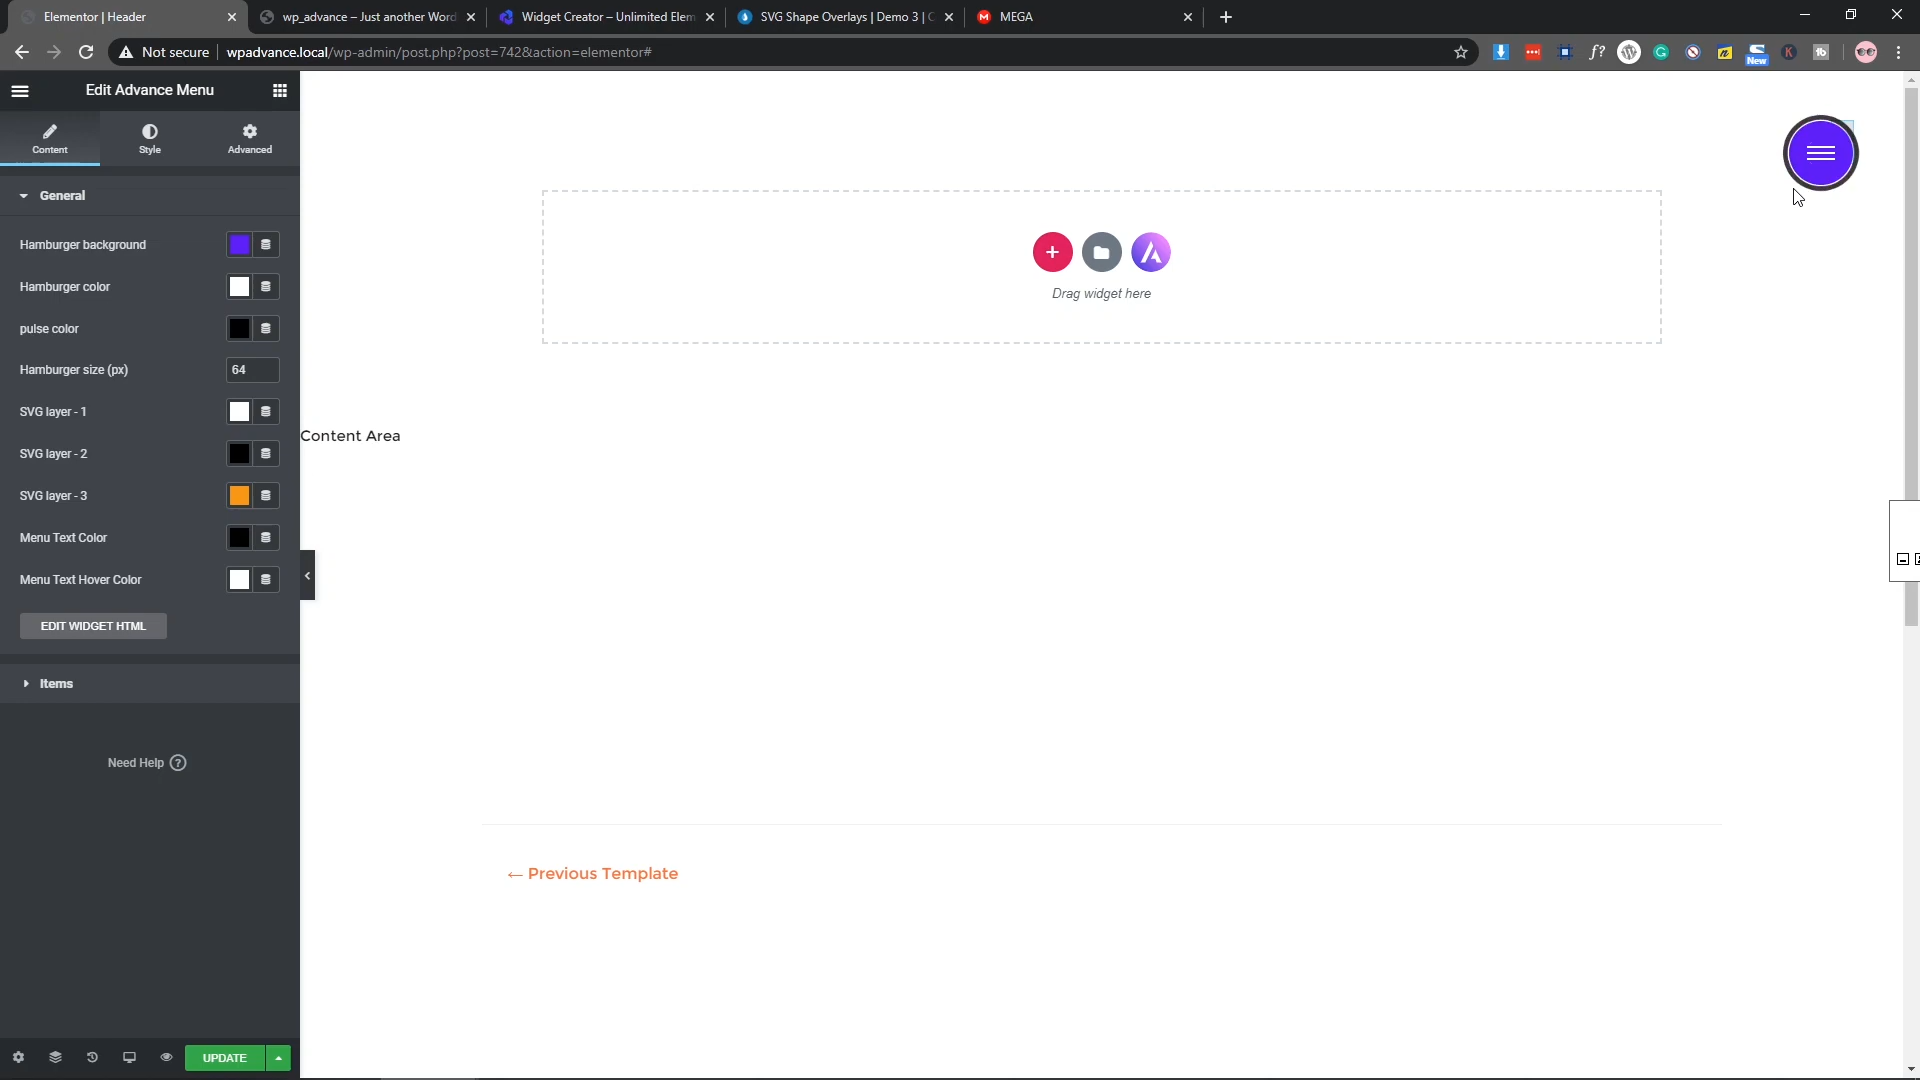 Elementor | Header
wp_advance – Just another Word
Widget Creator – Unlimited Elem
SVG Shape Overlays | Demo 3 | C
MEGA
Not secure
wpadvance.local/wp-admin/post.php?post=742&action=elementor#
New
Edit Advance Menu
Content
Style
Advanced
General
Hamburger background
Hamburger color
pulse color
Hamburger size (px)
64
SVG layer - 1
SVG layer - 2
SVG layer - 3
Menu Text Color
Menu Text Hover Color
EDIT WIDGET HTML
Items
Need Help
UPDATE
Drag widget here
Content Area
← Previous Template